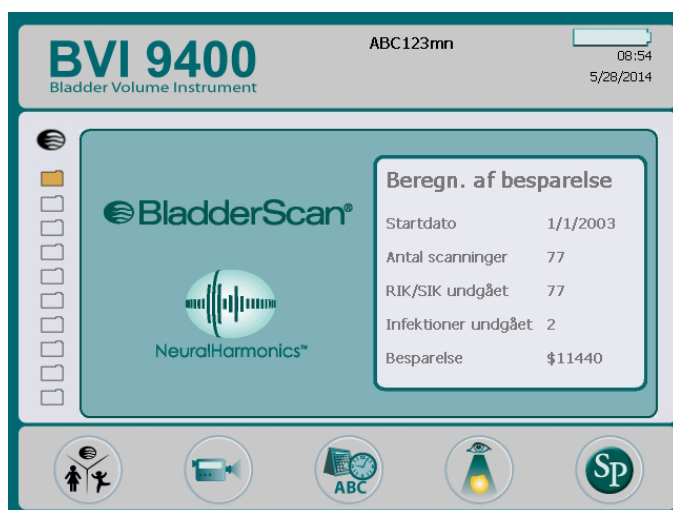 BVI 9400
Bladder Volume Instrument
ABC123mn
08:54
5/28/2014
BladderScan®
NeuralHarmonics™
Beregn. af besparelse
Startdato 1/1/2003
Antal scanninger 77
RIK/SIK undgået 77
Infektioner undgået 2
Besparelse $11440
ABC
SP